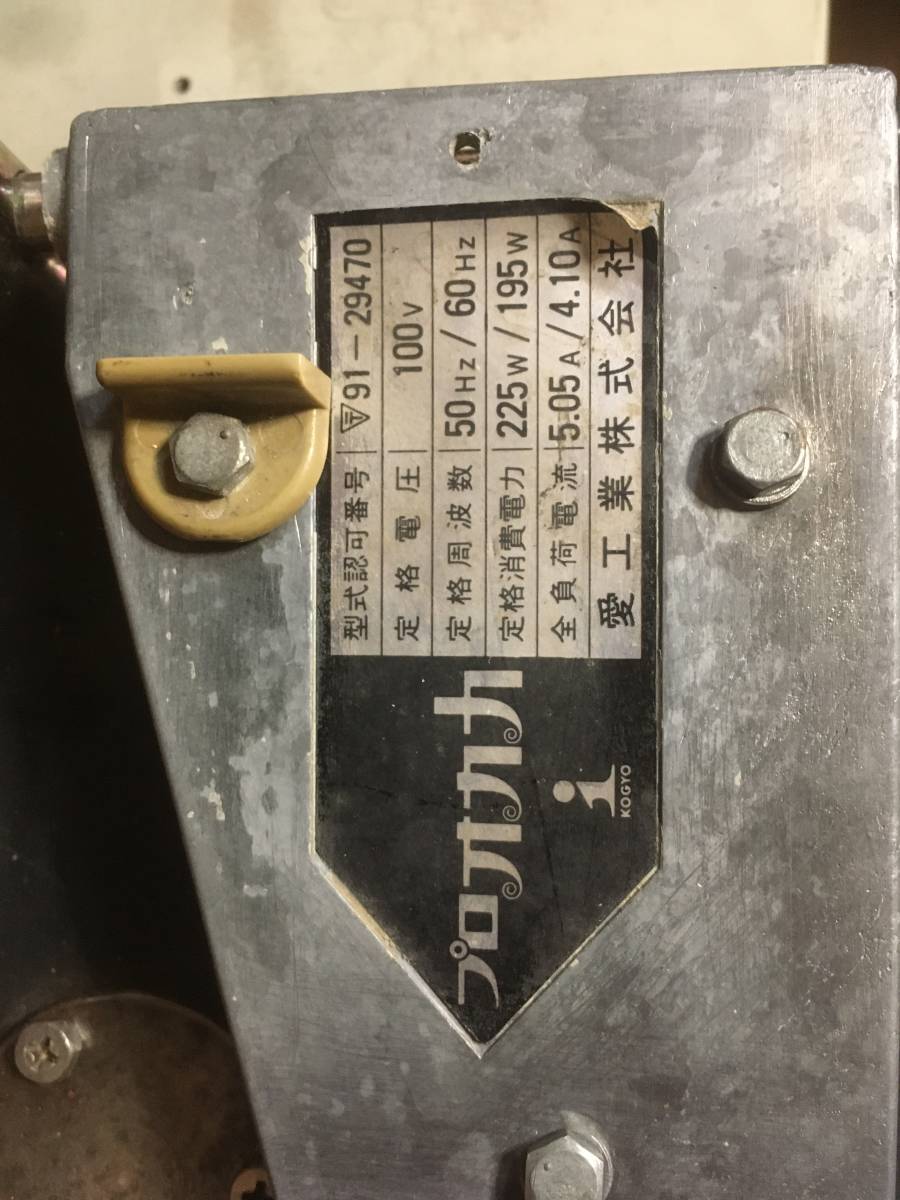 プロオカカ
i
KOGYO
型式認可番号 〒91-29470
定格電圧 100V
定格周波数 50Hz/60Hz
定格消費電力 225W/195W
全負荷電流 5.05A/4.10A
愛工業株式会社